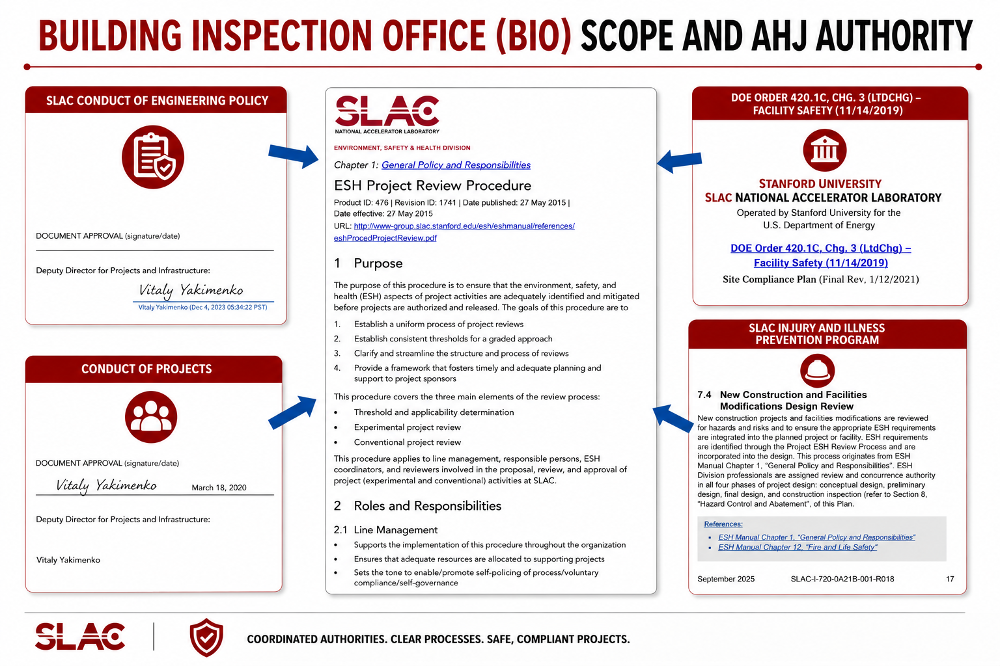 BUILDING INSPECTION OFFICE (BIO) SCOPE AND AHJ AUTHORITY
SLAC CONDUCT OF ENGINEERING POLICY
DOCUMENT APPROVAL (signature/date)
Deputy Director for Projects and Infrastructure:
Vitaly Yakimenko
Vitaly Yakimenko (Dec 4, 2023 05:34:22 PST)
CONDUCT OF PROJECTS
DOCUMENT APPROVAL (signature/date)
Vitaly Yakimenko March 18, 2020
Deputy Director for Projects and Infrastructure:
Vitaly Yakimenko
SLAC
NATIONAL ACCELERATOR LABORATORY
ENVIRONMENT, SAFETY & HEALTH DIVISION
Chapter 1: General Policy and Responsibilities
ESH Project Review Procedure
Product ID: 476 | Revision ID: 1741 | Date published: 27 May 2015 |
Date effective: 27 May 2015
URL: http://www-group.slac.stanford.edu/esh/eshmanual/references/
eshProcedProjectReview.pdf
1 Purpose
The purpose of this procedure is to ensure that the environment, safety, and
health (ESH) aspects of project activities are adequately identified and mitigated
before projects are authorized and released. The goals of this procedure are to
1. Establish a uniform process of project reviews
2. Establish consistent thresholds for a graded approach
3. Clarify and streamline the structure and process of reviews
4. Provide a framework that fosters timely and adequate planning and
support to project sponsors
This procedure covers the three main elements of the review process:
• Threshold and applicability determination
• Experimental project review
• Conventional project review
This procedure applies to line management, responsible persons, ESH
coordinators, and reviewers involved in the proposal, review, and approval of
project (experimental and conventional) activities at SLAC.
2 Roles and Responsibilities
2.1 Line Management
• Supports the implementation of this procedure throughout the organization
• Ensures that adequate resources are allocated to supporting projects
• Sets the tone to enable/promote self-policing of process/voluntary
compliance/self-governance
DOE ORDER 420.1C, CHG. 3 (LTDCHG) –
FACILITY SAFETY (11/14/2019)
STANFORD UNIVERSITY
SLAC NATIONAL ACCELERATOR LABORATORY
Operated by Stanford University for the
U.S. Department of Energy
DOE Order 420.1C, Chg. 3 (LtdChg) –
Facility Safety (11/14/2019)
Site Compliance Plan (Final Rev, 1/12/2021)
SLAC INJURY AND ILLNESS
PREVENTION PROGRAM
7.4 New Construction and Facilities
Modifications Design Review
New construction projects and facilities modifications are reviewed
for hazards and risks and to ensure the appropriate ESH requirements
are integrated into the planned project or facility. ESH requirements
are identified through the Project ESH Review Process and are
incorporated into the design. This process originates from ESH
Manual Chapter 1, “General Policy and Responsibilities”. ESH
Division professionals are assigned review and concurrence authority
in all four phases of project design: conceptual design, preliminary
design, final design, and construction inspection (refer to Section 8,
“Hazard Control and Abatement”, of this Plan.
References:
• ESH Manual Chapter 1, “General Policy and Responsibilities”
• ESH Manual Chapter 12, “Fire and Life Safety”
September 2025 SLAC-I-720-0A21B-001-R018 17
SLAC
COORDINATED AUTHORITIES. CLEAR PROCESSES. SAFE, COMPLIANT PROJECTS.